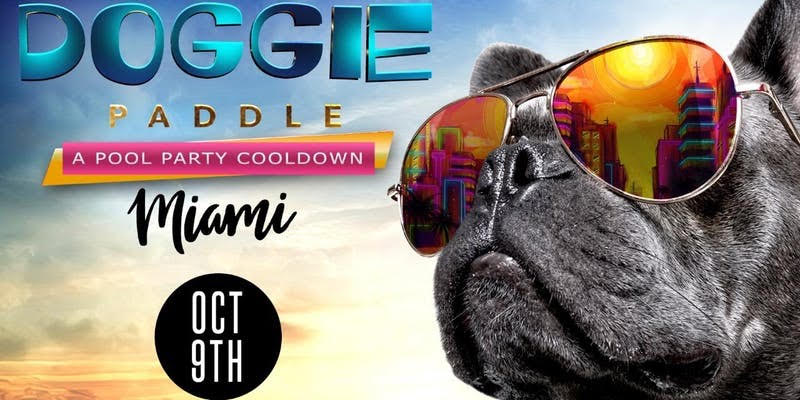 DOGGIE
PADDLE
A POOL PARTY COOLDOWN
Miami
OCT
9TH